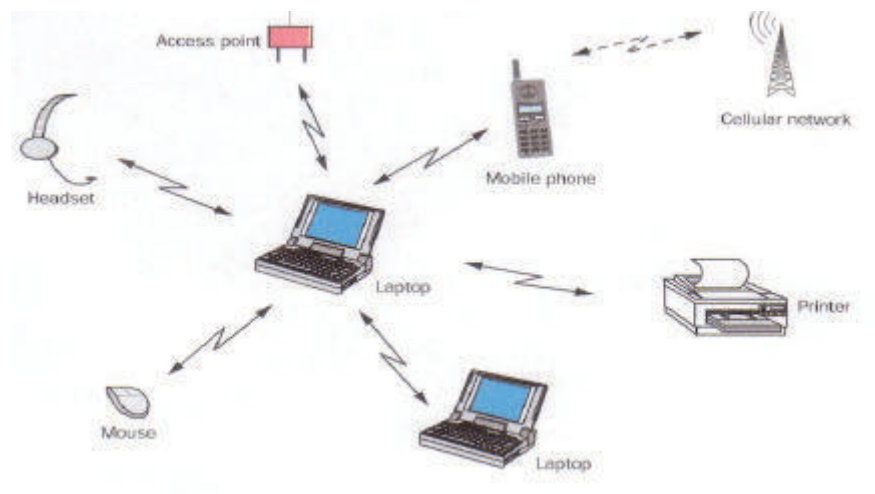 Access point
Cellular network
Mobile phone
Headset
Laptop
Printer
Mouse
Laptop